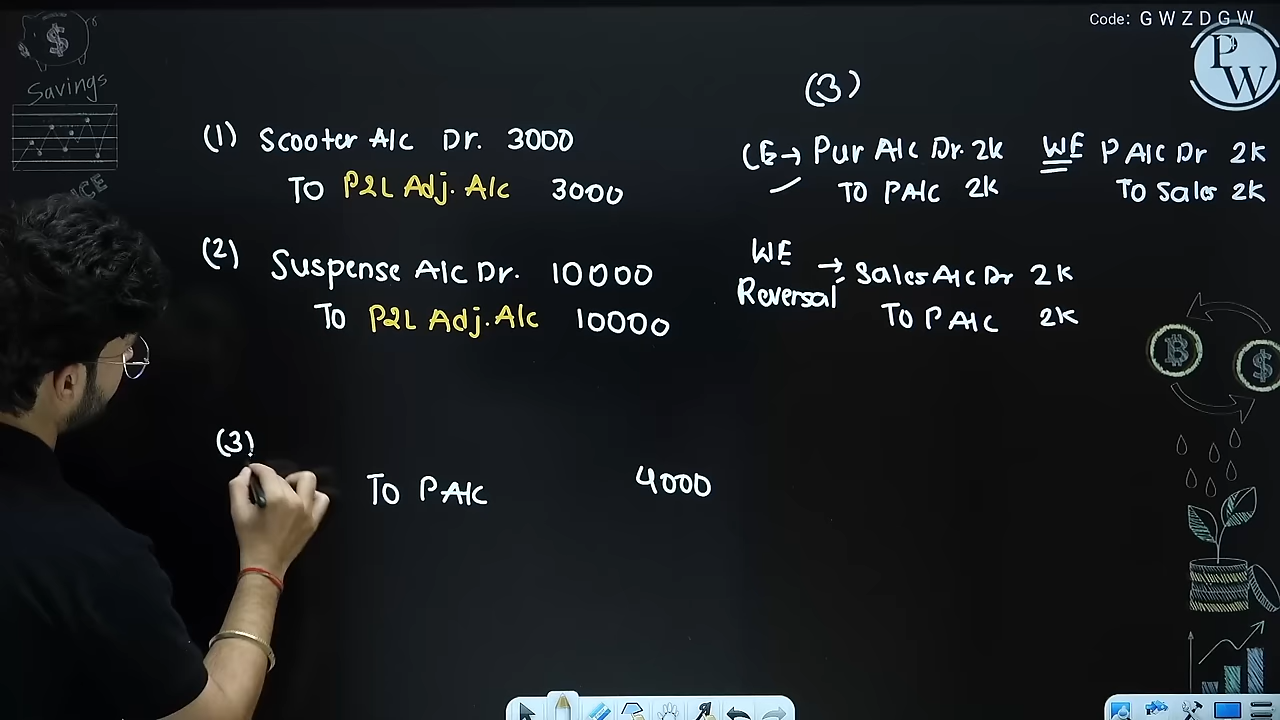 Code: G W Z D G W
P
W
Savings
(1) Scooter A/c Dr. 3000
To P&L Adj. A/c 3000
(2) Suspense A/c Dr. 10000
To P&L Adj. A/c 10000
(3)
To P A/c 4000
(3)
CE → Pur A/c Dr. 2K
To P A/c 2K
WE P A/c Dr 2K
To Sales 2K
WE
Reversal → Sales A/c Dr 2K
To P A/c 2K